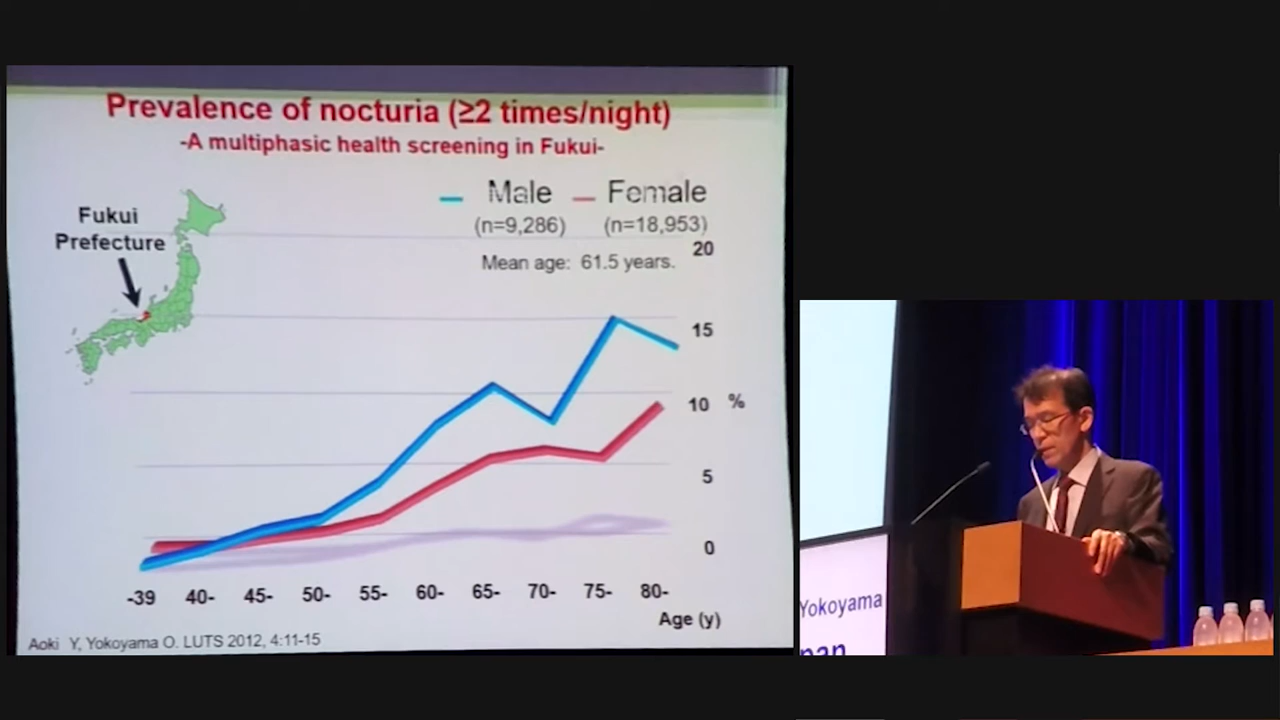 Prevalence of nocturia (≥2 times/night)
-A multiphasic health screening in Fukui-
Male Female
(n=9,286) (n=18,953)
Mean age: 61.5 years.
Fukui
Prefecture
20
15
10 %
5
0
-39 40- 45- 50- 55- 60- 65- 70- 75- 80-
Age (y)
Aoki Y, Yokoyama O. LUTS 2012, 4:11-15
Yokoyama